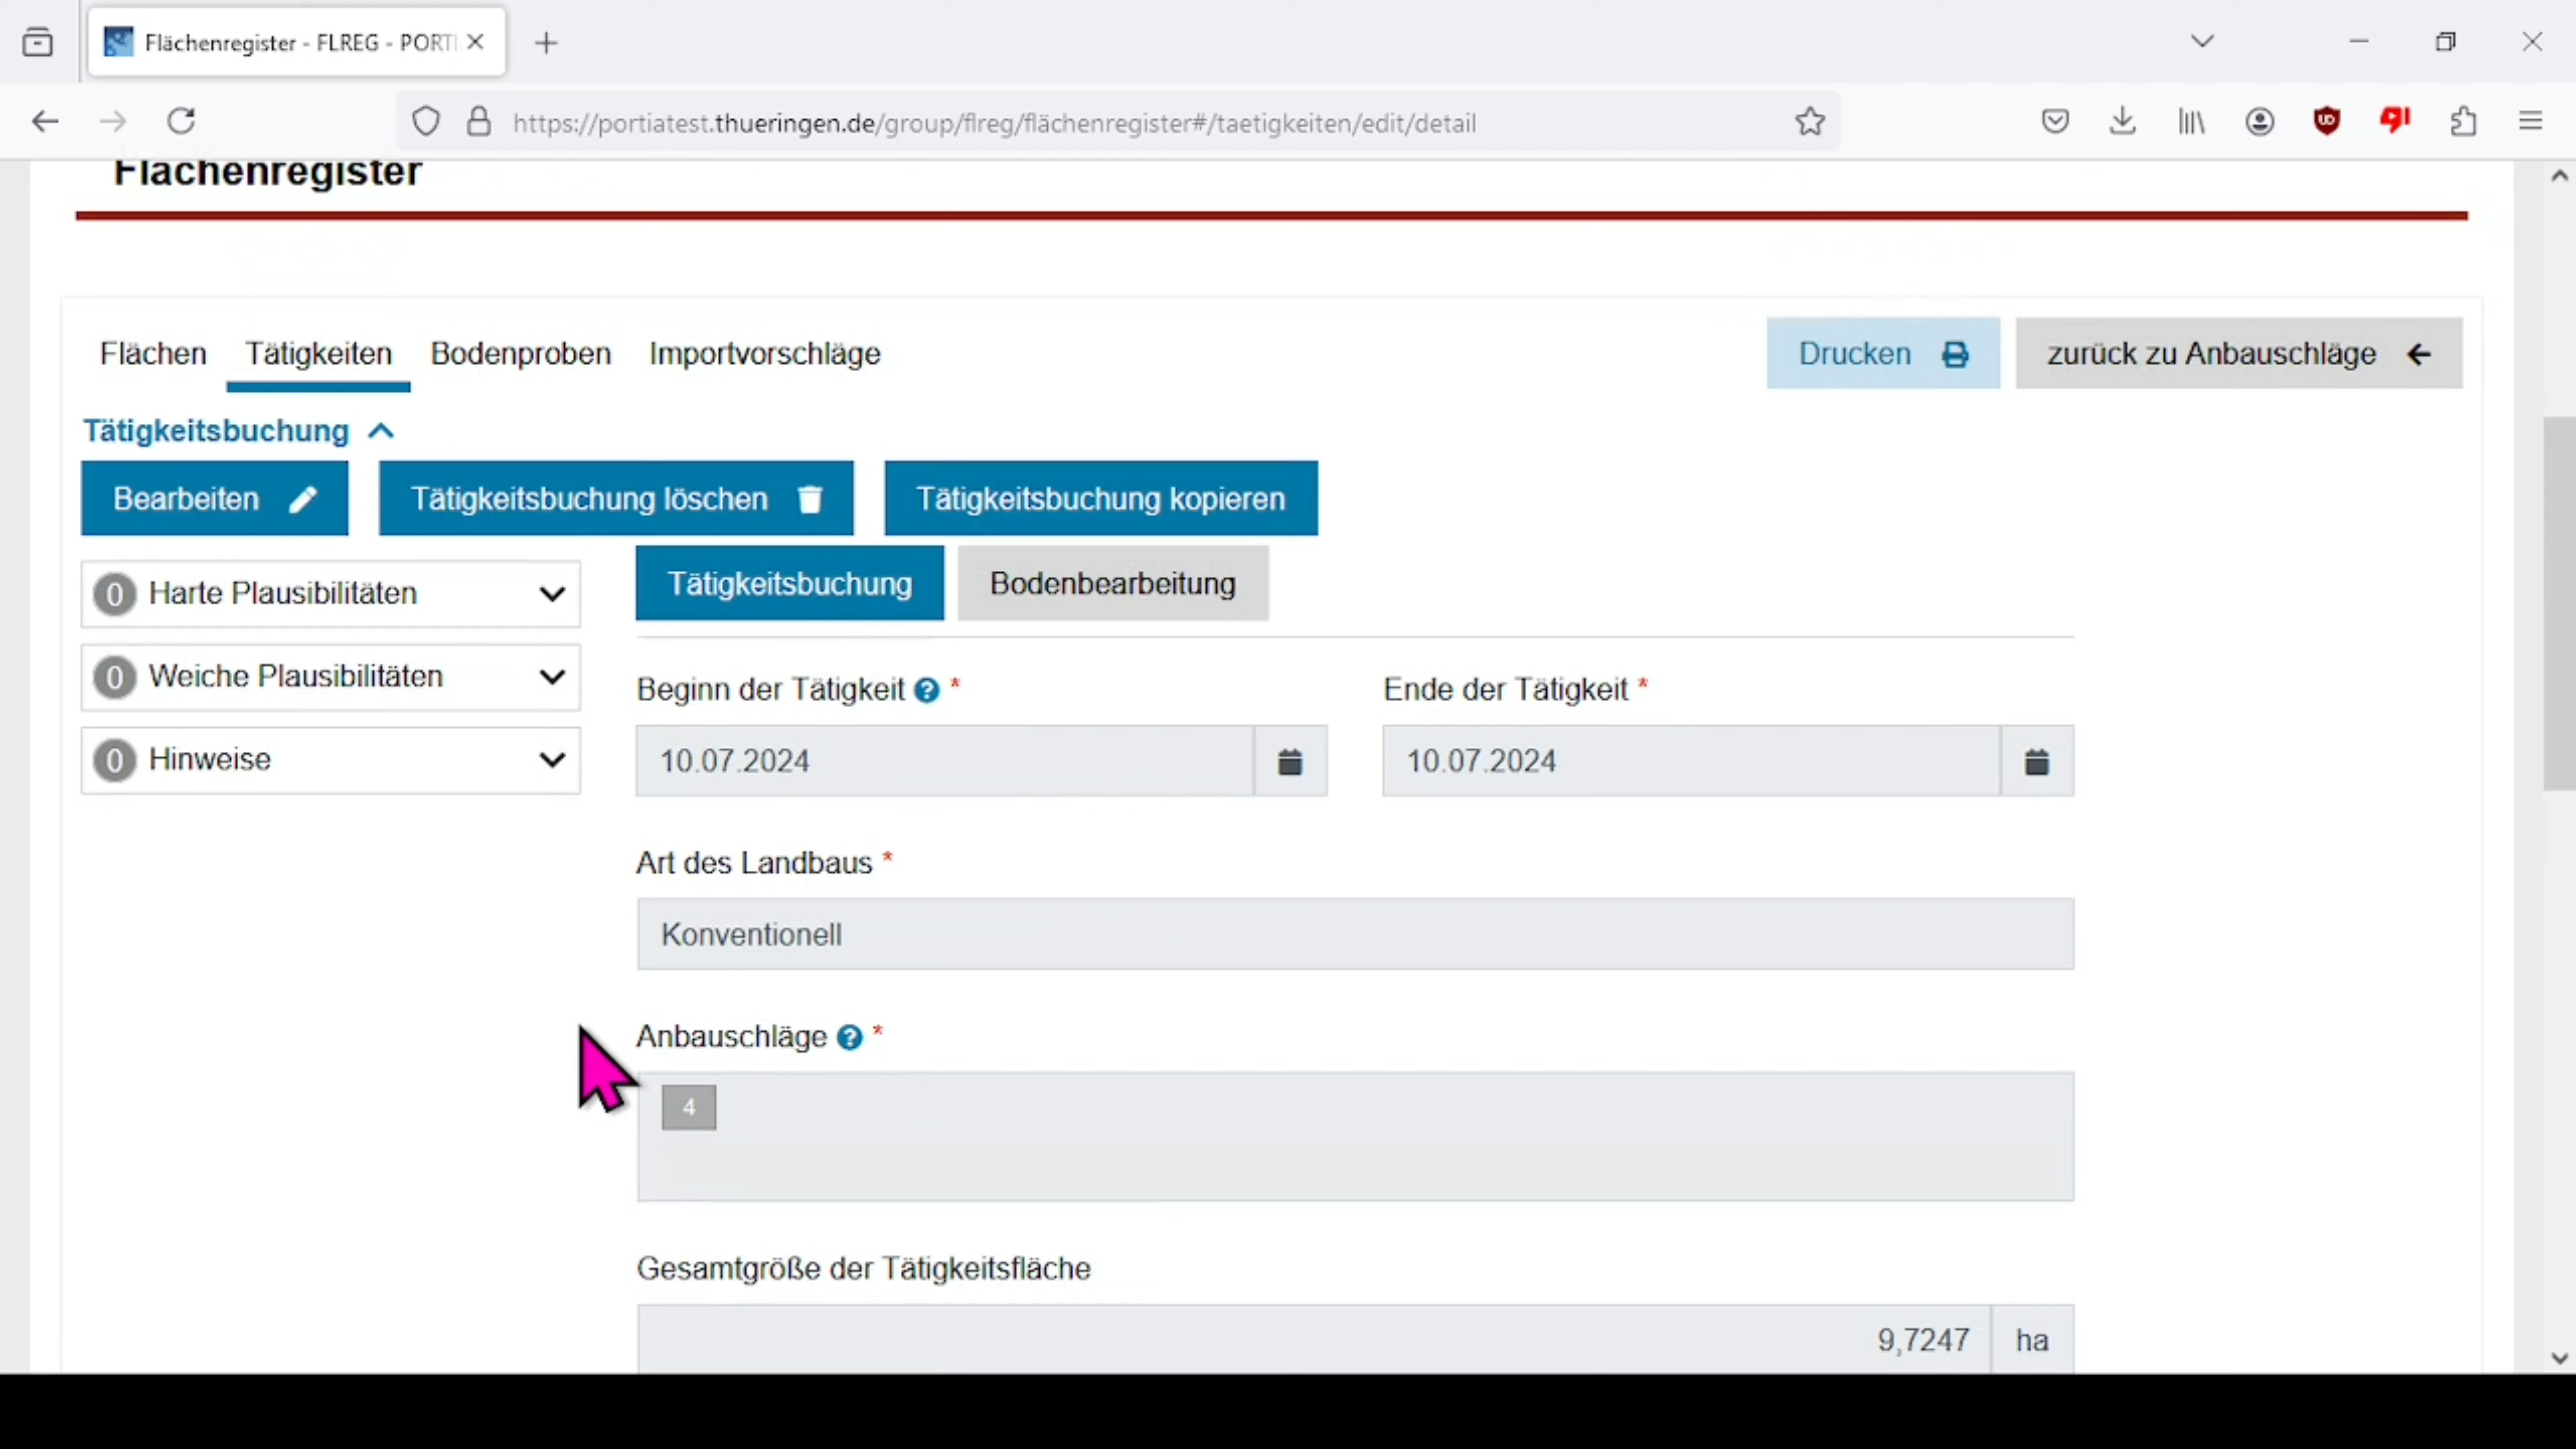 Flächenregister - FLREG - PORTI
https://portiatest.thueringen.de/group/flreg/flächenregister#/taetigkeiten/edit/detail
Flächenregister
Flächen Tätigkeiten Bodenproben Importvorschläge Drucken zurück zu Anbauschläge
Tätigkeitsbuchung
Bearbeiten Tätigkeitsbuchung löschen Tätigkeitsbuchung kopieren
Tätigkeitsbuchung Bodenbearbeitung
0 Harte Plausibilitäten
0 Weiche Plausibilitäten
0 Hinweise
Beginn der Tätigkeit ? * Ende der Tätigkeit *
10.07.2024 10.07.2024
Art des Landbaus *
Konventionell
Anbauschläge ? *
4
Gesamtgröße der Tätigkeitsfläche
9,7247 ha